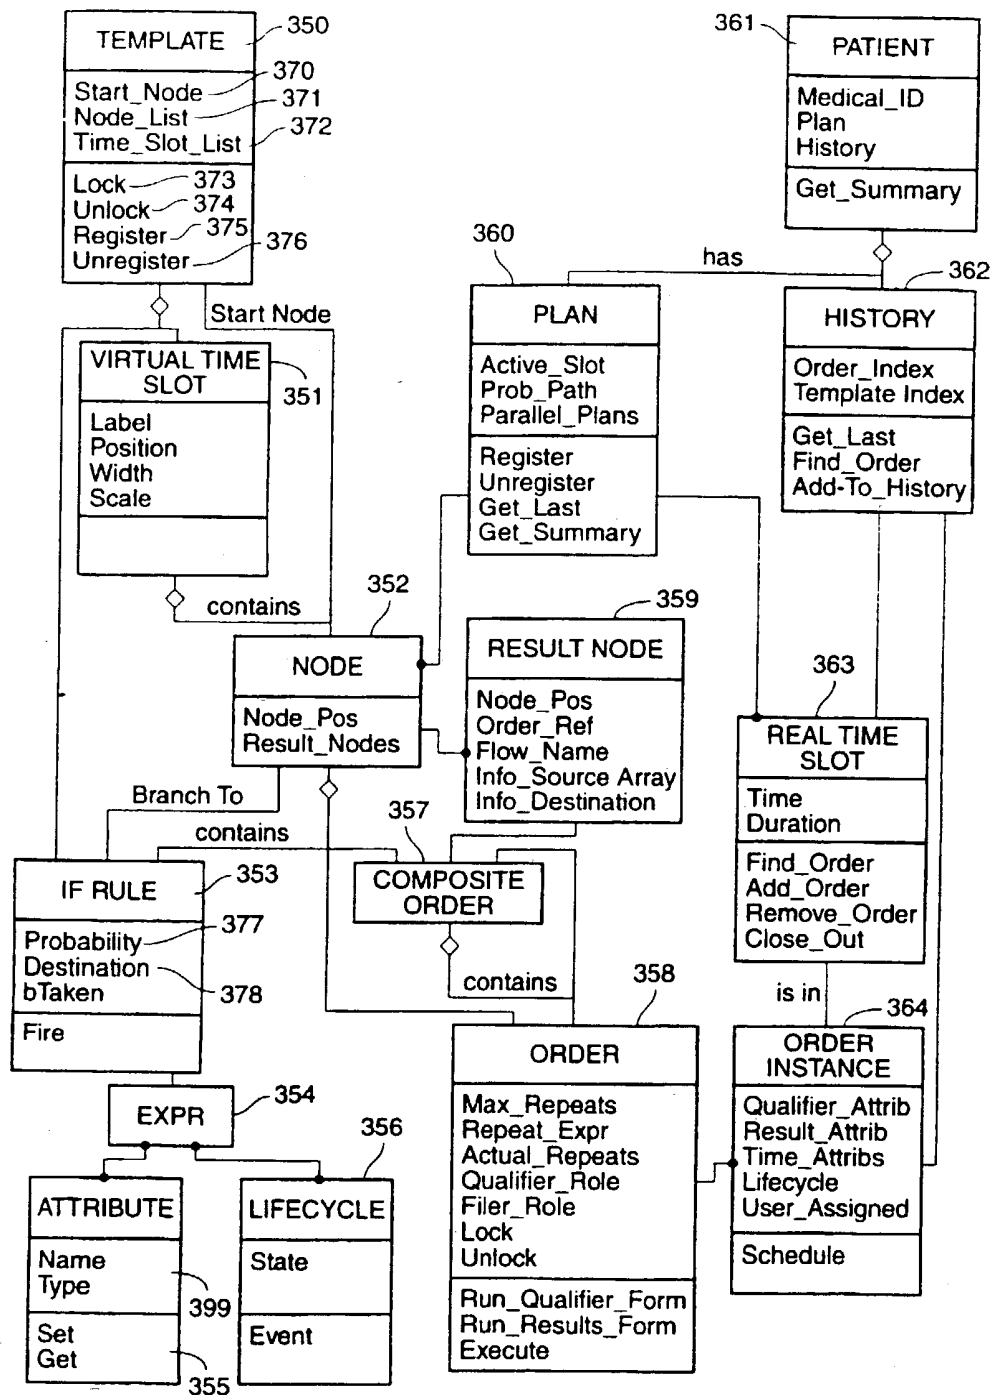 TEMPLATE
350
Start_Node
370
Node_List
371
Time_Slot_List
372
Lock
373
Unlock
374
Register
375
Unregister
376
Start Node
VIRTUAL TIME
SLOT
351
Label
Position
Width
Scale
contains
361
PATIENT
Medical_ID
Plan
History
Get_Summary
has
360
PLAN
Active_Slot
Prob_Path
Parallel_Plans
Register
Unregister
Get_Last
Get_Summary
362
HISTORY
Order_Index
Template Index
Get_Last
Find_Order
Add-To_History
352
NODE
Node_Pos
Result_Nodes
359
RESULT NODE
Node_Pos
Order_Ref
Flow_Name
Info_Source Array
Info_Destination
363
REAL TIME
SLOT
Time
Duration
Find_Order
Add_Order
Remove_Order
Close_Out
Branch To
contains
357
COMPOSITE
ORDER
contains
353
IF RULE
377
Probability
Destination
bTaken
378
Fire
354
EXPR
356
ATTRIBUTE
Name
Type
399
Set
Get
355
LIFECYCLE
State
Event
358
ORDER
Max_Repeats
Repeat_Expr
Actual_Repeats
Qualifier_Role
Filer_Role
Lock
Unlock
Run_Qualifier_Form
Run_Results_Form
Execute
is in
364
ORDER
INSTANCE
Qualifier_Attrib
Result_Attrib
Time_Attribs
Lifecycle
User_Assigned
Schedule